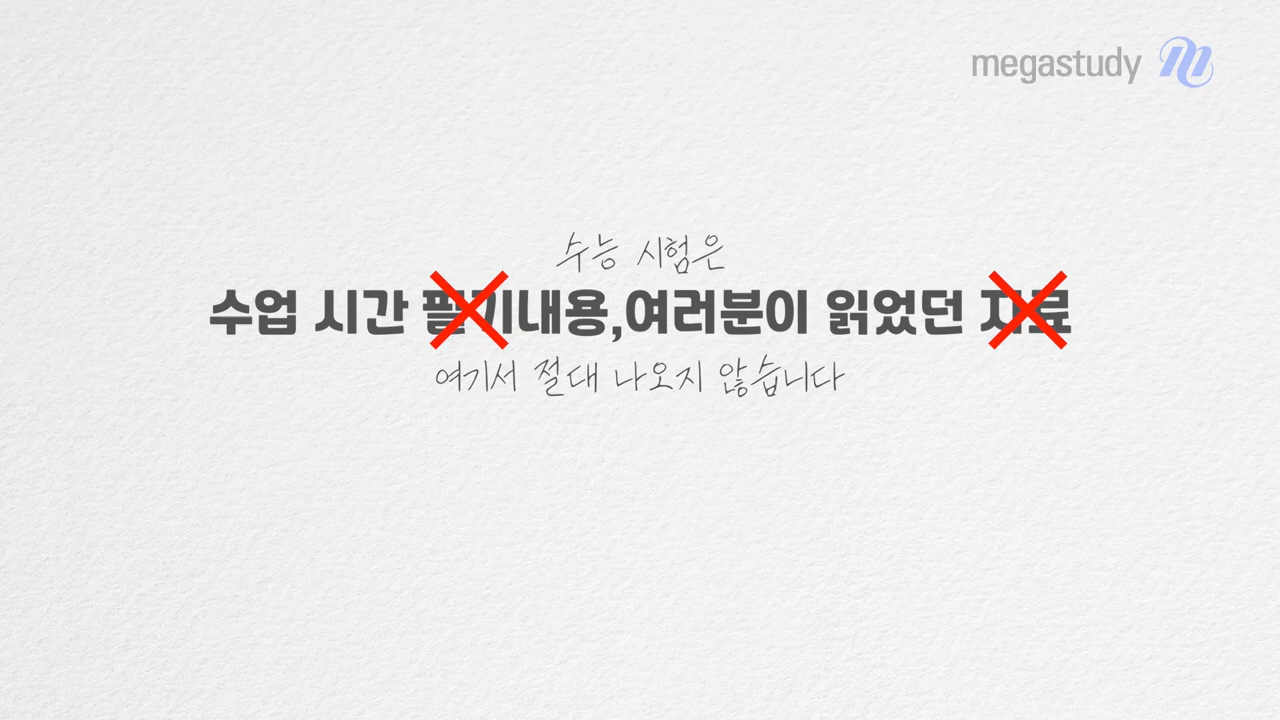 megastudy
수능 시험은
수업 시간 필기내용,여러분이 읽었던 자료
여기서 절대 나오지 않습니다